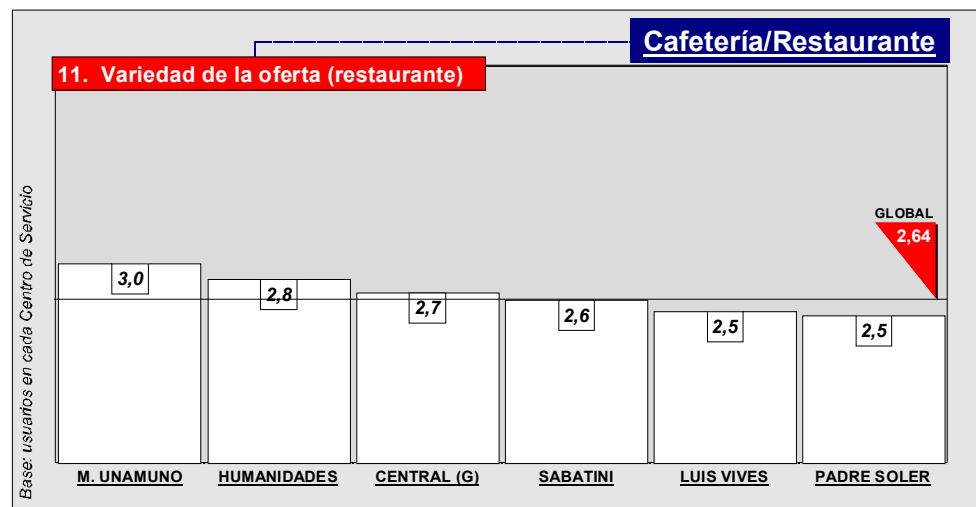 Cafetería/Restaurante
11. Variedad de la oferta (restaurante)
Base: usuarios en cada Centro de Servicio
GLOBAL
2,64
3,0
2,8
2,7
2,6
2,5
2,5
M. UNAMUNO
HUMANIDADES
CENTRAL (G)
SABATINI
LUIS VIVES
PADRE SOLER